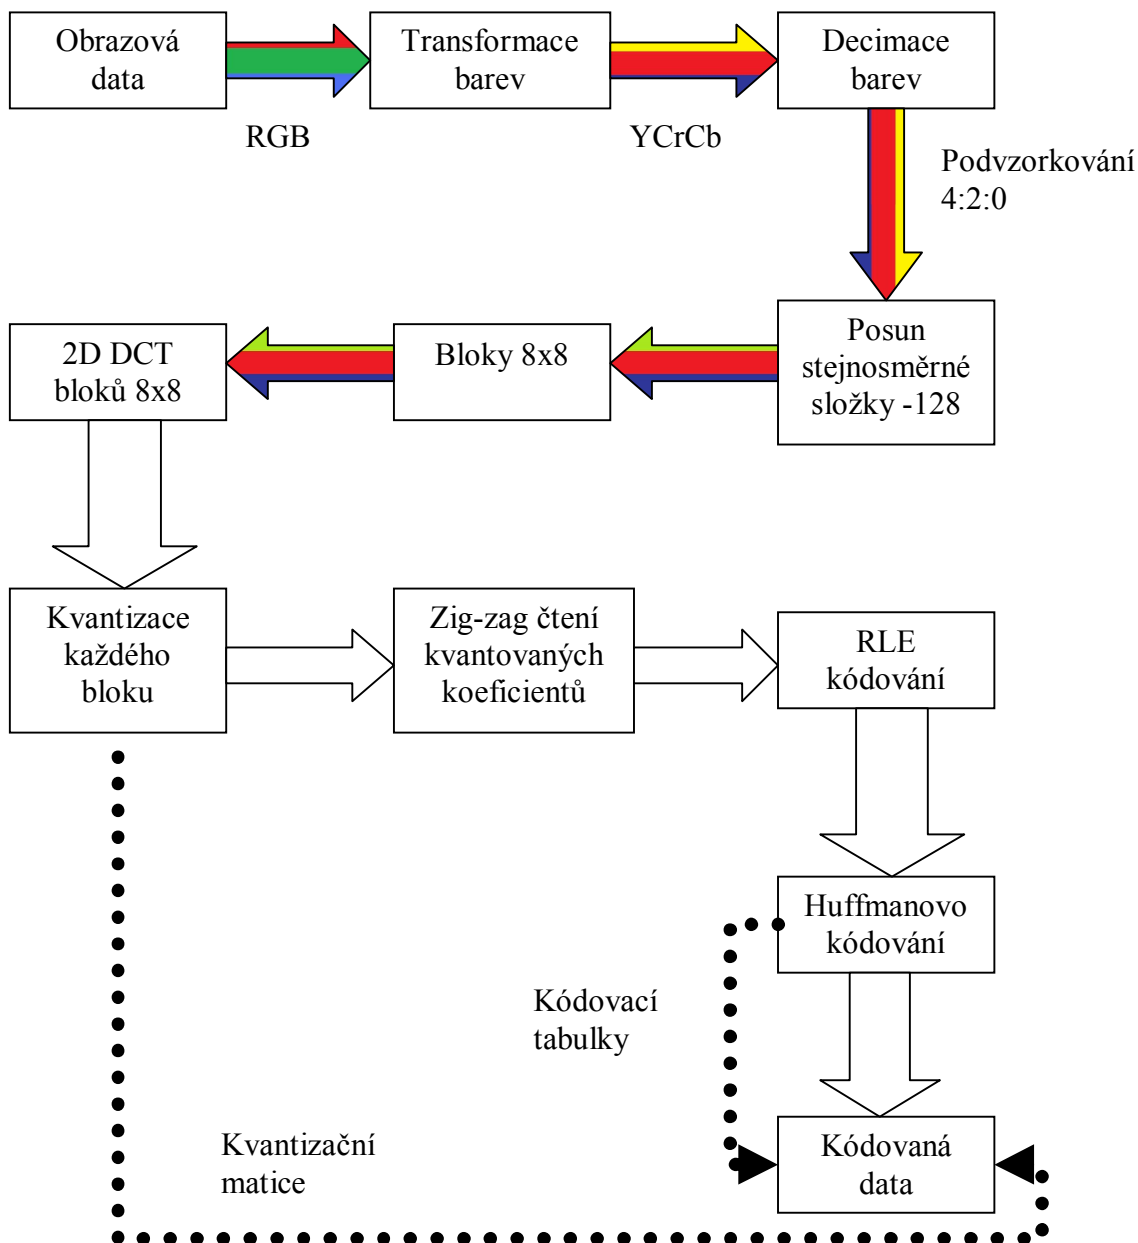 Obrazová
data
RGB
Transformace
barev
YCrCb
Decimace
barev
Podvzorkování
4:2:0
Posun
stejnosměrné
složky -128
Bloky 8x8
2D DCT
bloků 8x8
Kvantizace
každého
bloku
Zig-zag čtení
kvantovaných
koeficientů
RLE
kódování
Huffmanovo
kódování
Kódovací
tabulky
Kvantizační
matice
Kódovaná
data